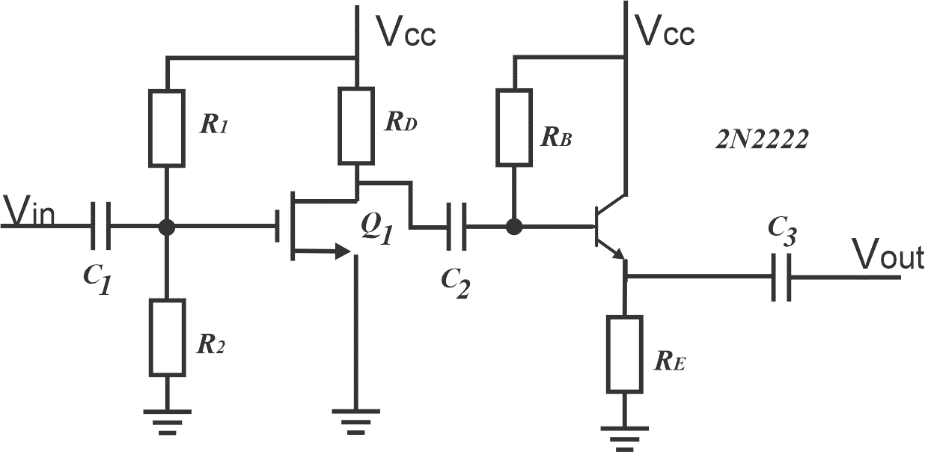 Vcc
Vcc
R1
RD
RB
2N2222
Vin
Q1
C3
C1
C2
Vout
R2
RE